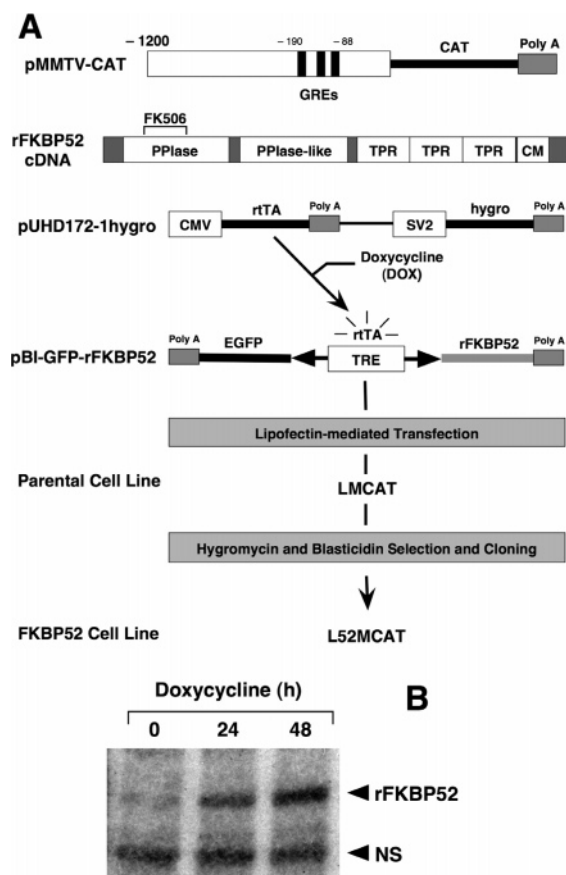 A
pMMTV-CAT
– 1200
– 190
– 88
GREs
CAT
Poly A
rFKBP52
cDNA
FK506
PPIase
PPIase-like
TPR
TPR
TPR
CM
pUHD172-1hygro
CMV
rtTA
Poly A
SV2
hygro
Poly A
Doxycycline
(DOX)
rtTA
pBI-GFP-rFKBP52
Poly A
EGFP
TRE
rFKBP52
Poly A
Lipofectin-mediated Transfection
Parental Cell Line
LMCAT
Hygromycin and Blasticidin Selection and Cloning
FKBP52 Cell Line
L52MCAT
B
Doxycycline (h)
0 24 48
rFKBP52
NS